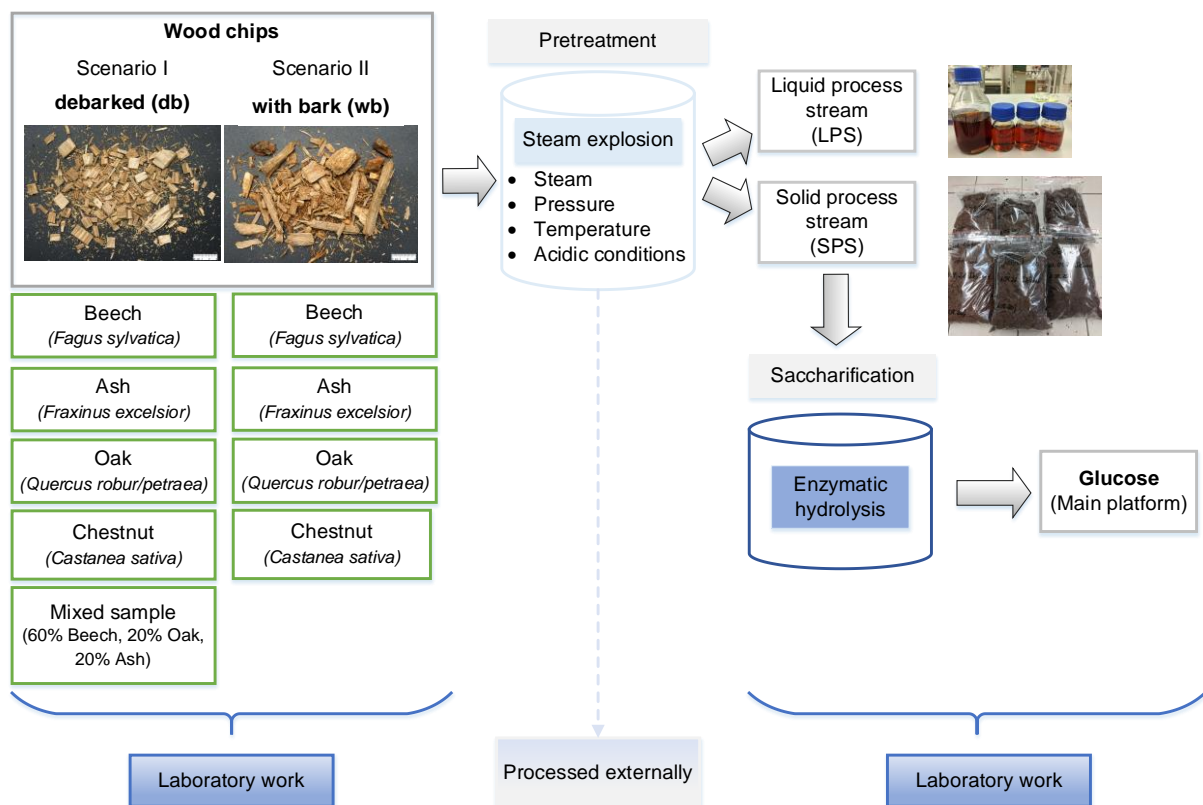 Wood chips
Scenario I
debarked (db)
Scenario II
with bark (wb)
Beech
(Fagus sylvatica)
Ash
(Fraxinus excelsior)
Oak
(Quercus robur/petraea)
Chestnut
(Castanea sativa)
Mixed sample
(60% Beech, 20% Oak,
20% Ash)
Beech
(Fagus sylvatica)
Ash
(Fraxinus excelsior)
Oak
(Quercus robur/petraea)
Chestnut
(Castanea sativa)
Laboratory work
Pretreatment
Steam explosion
• Steam
• Pressure
• Temperature
• Acidic conditions
Processed externally
Liquid process
stream
(LPS)
Solid process
stream
(SPS)
Saccharification
Enzymatic
hydrolysis
Glucose
(Main platform)
Laboratory work